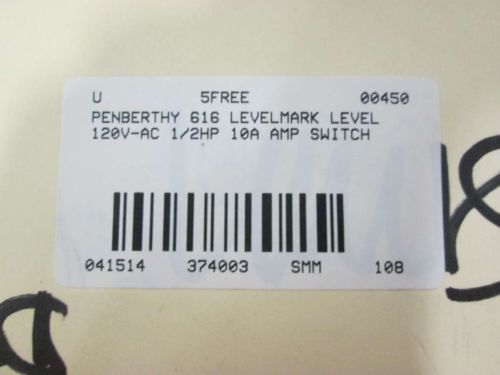 U 5FREE 00450
PENBERTHY 616 LEVELMARK LEVEL
120V-AC 1/2HP 10A AMP SWITCH
041514 374003 SMM 108